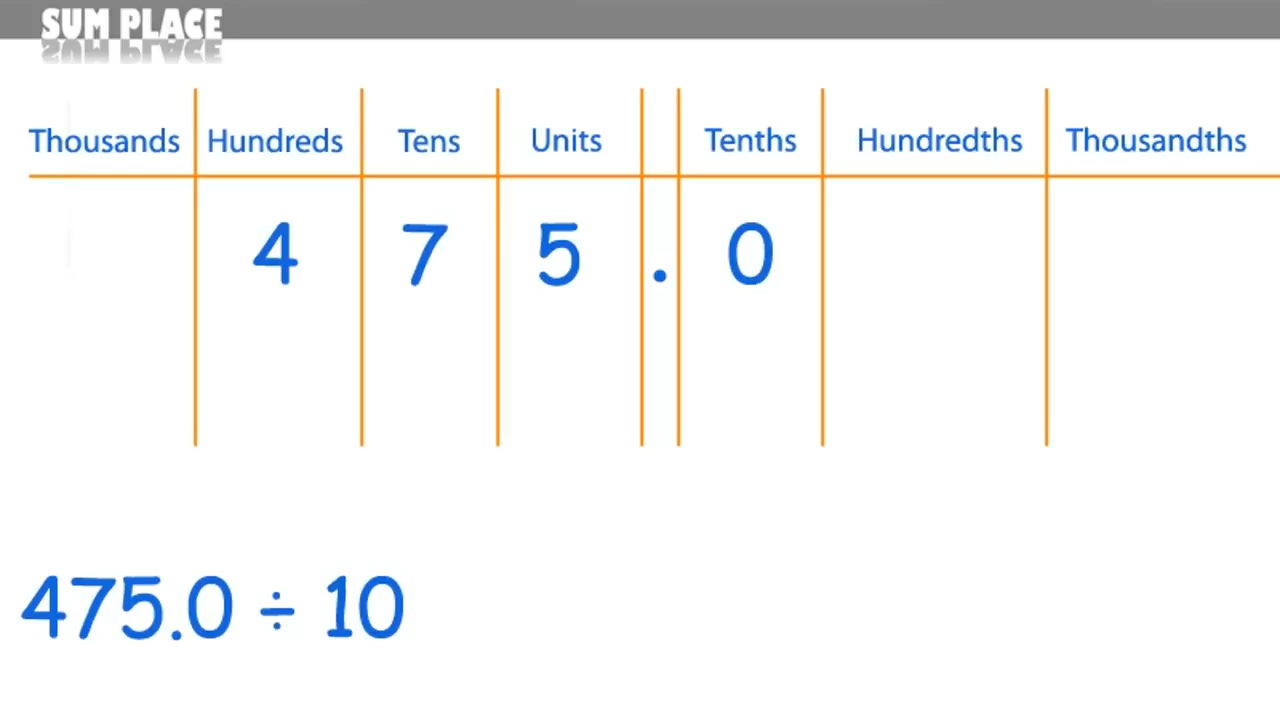 SUM PLACE
Thousands Hundreds Tens Units Tenths Hundredths Thousandths
4 7 5 . 0
475.0 ÷ 10